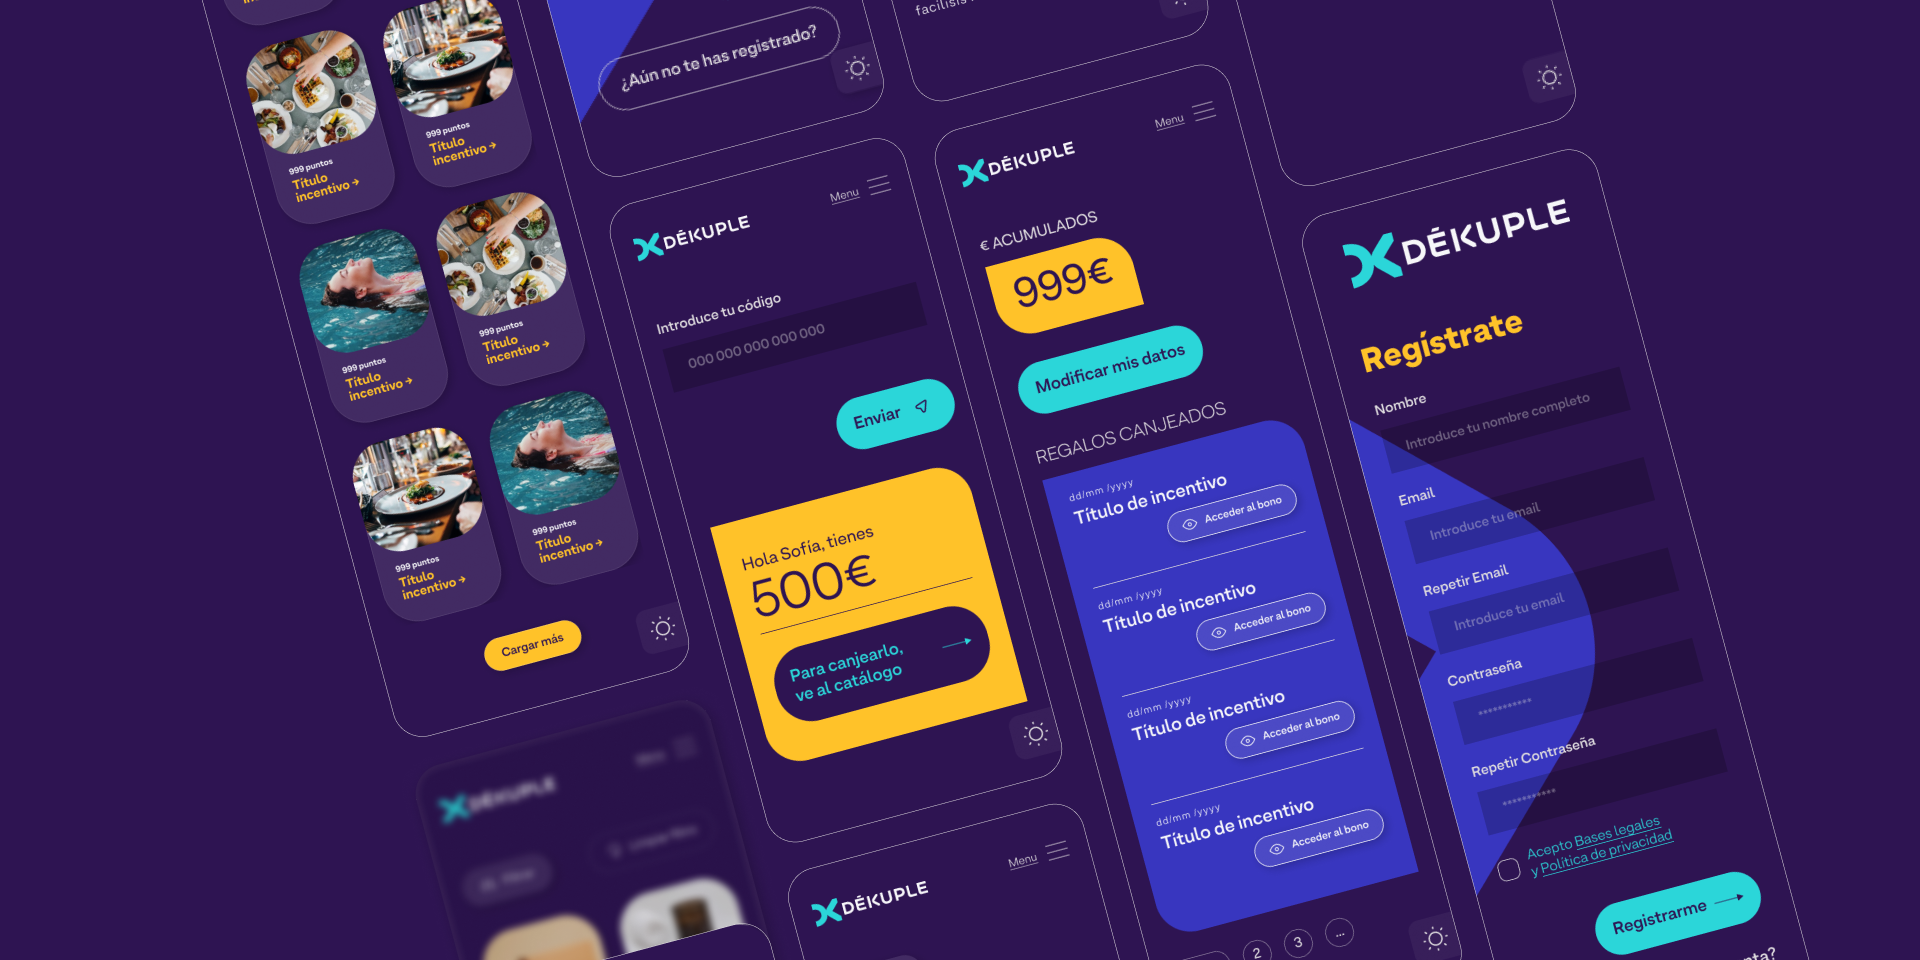 999 puntos
Título
incentivo →
999 puntos
Título
incentivo →
999 puntos
Título
incentivo →
999 puntos
Título
incentivo →
999 puntos
Título
incentivo →
999 puntos
Título
incentivo →
Cargar más
DÉKUPLE
¿Aún no te has registrado?
Menu
DÉKUPLE
Introduce tu código
000 000 000 000 000
Enviar
Hola Sofía, tienes
500€
Para canjearlo,
ve al catálogo
Menu
DÉKUPLE
facilisis
Menu
DÉKUPLE
€ ACUMULADOS
999€
Modificar mis datos
REGALOS CANJEADOS
dd/mm /yyyy
Título de incentivo
Acceder al bono
dd/mm /yyyy
Título de incentivo
Acceder al bono
dd/mm /yyyy
Título de incentivo
Acceder al bono
dd/mm /yyyy
Título de incentivo
Acceder al bono
2
3
...
DÉKUPLE
Regístrate
Nombre
Introduce tu nombre completo
Email
Introduce tu email
Repetir Email
Introduce tu email
Contraseña
***********
Repetir Contraseña
***********
Acepto Bases legales
y Política de privacidad
Registrarme